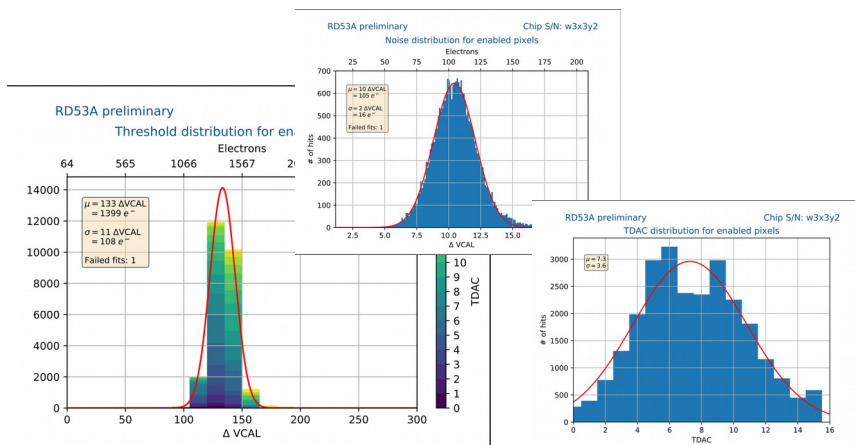 RD53A preliminary
Chip S/N: w3x3y2
Noise distribution for enabled pixels
Electrons
25 50 75 100 125 150 175 200
700
600
500
400
300
200
100
0
# of hits
μ = 10 ΔVCAL
= 105 e⁻
σ = 2 ΔVCAL
= 16 e⁻
Failed fits: 1
2.5 5.0 7.5 10.0 12.5 15.0
Δ VCAL
RD53A preliminary
Threshold distribution for
Electrons
64 565 1066 1567
14000
12000
10000
8000
6000
4000
2000
0
μ = 133 ΔVCAL
= 1399 e⁻
σ = 11 ΔVCAL
= 108 e⁻
Failed fits: 1
0 50 100 150 200 250 300
Δ VCAL
10
9
8
7
6
5
4
3
2
1
0
TDAC
RD53A preliminary
Chip S/N: w3x3y2
TDAC distribution for enabled pixels
3000
2500
2000
1500
1000
500
0
# of hits
μ = 7.3
σ = 3.6
0 2 4 6 8 10 12 14 16
TDAC